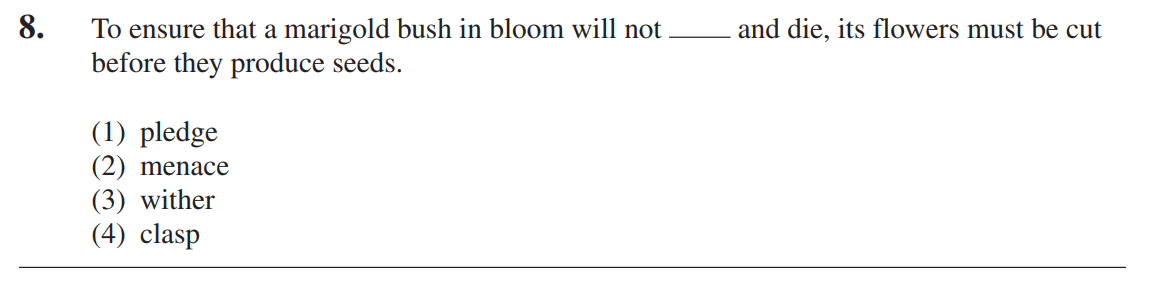 8. To ensure that a marigold bush in bloom will not ____ and die, its flowers must be cut
before they produce seeds.
(1) pledge
(2) menace
(3) wither
(4) clasp